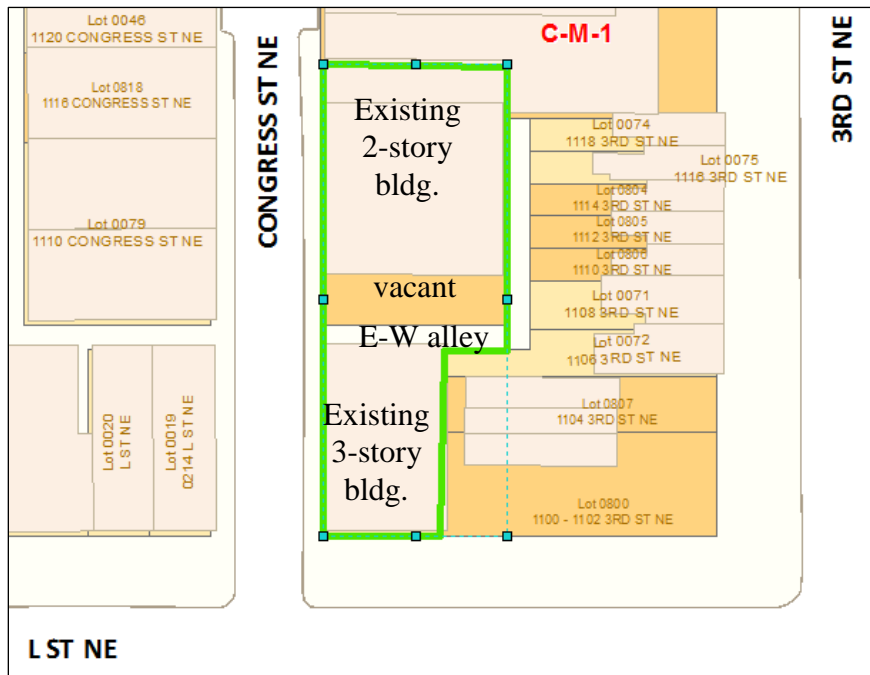 Lot 0046
1120 CONGRESS ST NE
Lot 0818
1116 CONGRESS ST NE
Lot 0079
1110 CONGRESS ST NE
CONGRESS ST NE
C-M-1
3RD ST NE
Existing
2-story
bldg.
vacant
E-W alley
Existing
3-story
bldg.
Lot 0074
1118 3RD ST NE
Lot 0075
1116 3RD ST NE
Lot 0804
1114 3RD ST NE
Lot 0805
1112 3RD ST NE
Lot 0806
1110 3RD ST NE
Lot 0071
1108 3RD ST NE
Lot 0072
1106 3RD ST NE
Lot 0807
1104 3RD ST NE
Lot 0800
1100 - 1102 3RD ST NE
Lot 0020
L ST NE
Lot 0019
0214 L ST NE
L ST NE